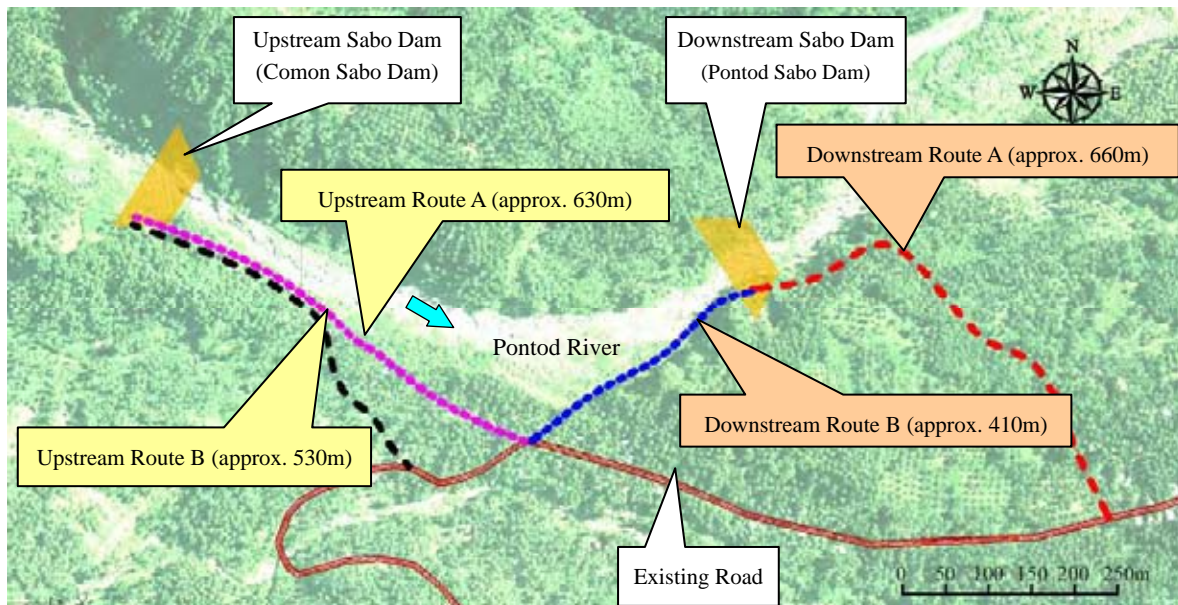 Upstream Sabo Dam
(Comon Sabo Dam)
Downstream Sabo Dam
(Pontod Sabo Dam)
N
W
E
Downstream Route A (approx. 660m)
Upstream Route A (approx. 630m)
Pontod River
Downstream Route B (approx. 410m)
Upstream Route B (approx. 530m)
Existing Road
0 50 100 150 200 250m